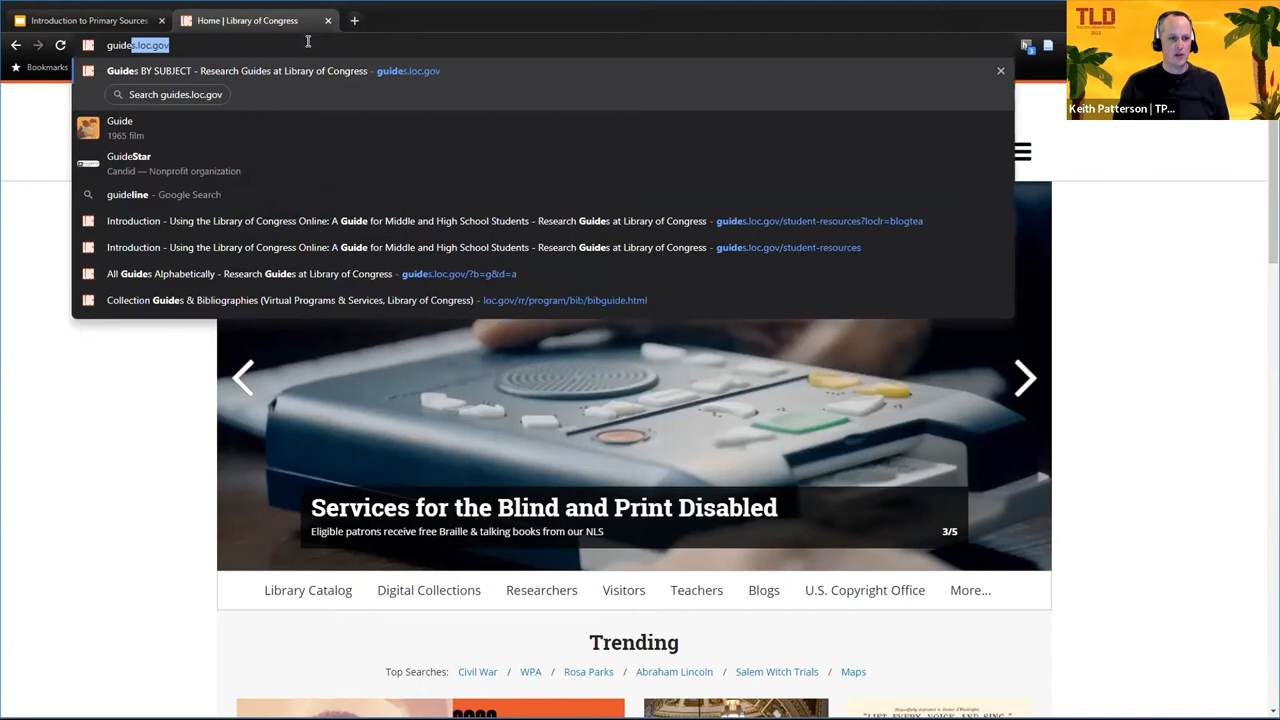 Introduction to Primary Sources
Home | Library of Congress
guides.loc.gov
Bookmarks
Guides BY SUBJECT - Research Guides at Library of Congress - guides.loc.gov
Search guides.loc.gov
Guide
1965 film
GuideStar
Candid — Nonprofit organization
guideline - Google Search
Introduction - Using the Library of Congress Online: A Guide for Middle and High School Students - Research Guides at Library of Congress - guides.loc.gov/student-resources?loclr=blogtea
Introduction - Using the Library of Congress Online: A Guide for Middle and High School Students - Research Guides at Library of Congress - guides.loc.gov/student-resources
All Guides Alphabetically - Research Guides at Library of Congress - guides.loc.gov/?b=g&d=a
Collection Guides & Bibliographies (Virtual Programs & Services, Library of Congress) - loc.gov/rr/program/bib/bibguide.html
TLD
2022
Keith Patterson | TP...
Services for the Blind and Print Disabled
Eligible patrons receive free Braille & talking books from our NLS
3/5
Library Catalog Digital Collections Researchers Visitors Teachers Blogs U.S. Copyright Office More...
Trending
Top Searches: Civil War / WPA / Rosa Parks / Abraham Lincoln / Salem Witch Trials / Maps
"LIFT EVERY VOICE AND SING."